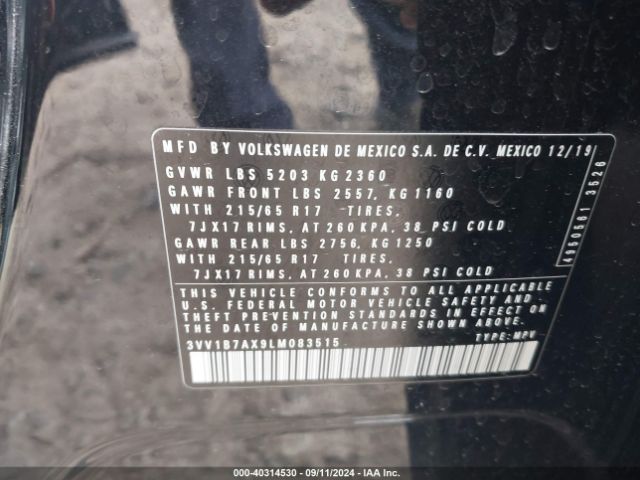 MFD BY VOLKSWAGEN DE MEXICO S.A. DE C.V. MEXICO 12/19
GVWR LBS 5203 KG 2360
GAWR FRONT LBS 2557, KG 1160
WITH 215/65 R17 TIRES,
7JX17 RIMS, AT 260 KPA, 38 PSI COLD
GAWR REAR LBS 2756, KG 1250
WITH 215/65 R17 TIRES,
7JX17 RIMS, AT 260 KPA, 38 PSI COLD
THIS VEHICLE CONFORMS TO ALL APPLICABLE
U.S. FEDERAL MOTOR VEHICLE SAFETY AND
THEFT PREVENTION STANDARDS IN EFFECT ON
THE DATE OF MANUFACTURE SHOWN ABOVE.
3VV1B7AX9LM083515 TYPE: MPV
4950561 3526
000-40314530 - 09/11/2024 - IAA Inc.